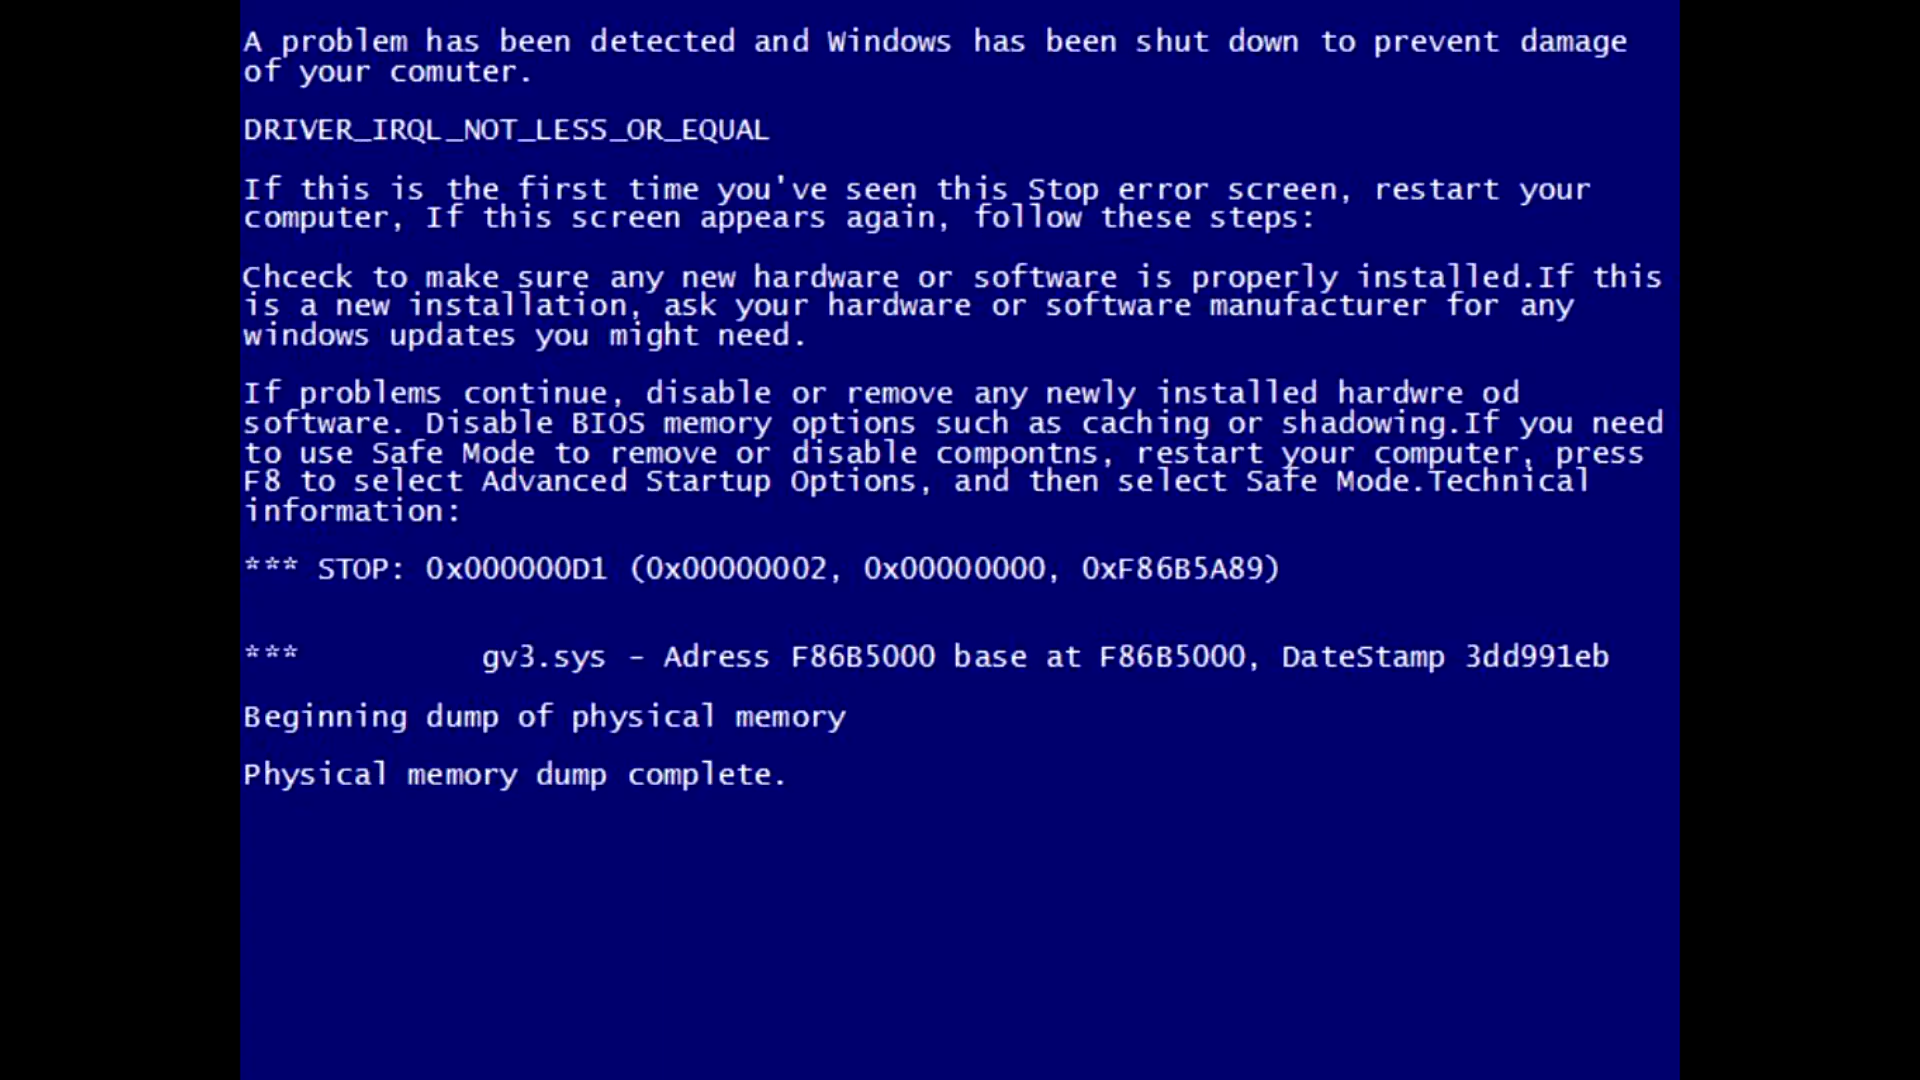 A problem has been detected and Windows has been shut down to prevent damage
of your comuter.
DRIVER_IRQL_NOT_LESS_OR_EQUAL
If this is the first time you've seen this Stop error screen, restart your
computer, If this screen appears again, follow these steps:
Chceck to make sure any new hardware or software is properly installed.If this
is a new installation, ask your hardware or software manufacturer for any
windows updates you might need.
If problems continue, disable or remove any newly installed hardwre od
software. Disable BIOS memory options such as caching or shadowing.If you need
to use Safe Mode to remove or disable compontns, restart your computer, press
F8 to select Advanced Startup Options, and then select Safe Mode.Technical
information:
*** STOP: 0x000000D1 (0x00000002, 0x00000000, 0xF86B5A89)
*** gv3.sys - Adress F86B5000 base at F86B5000, DateStamp 3dd991eb
Beginning dump of physical memory
Physical memory dump complete.